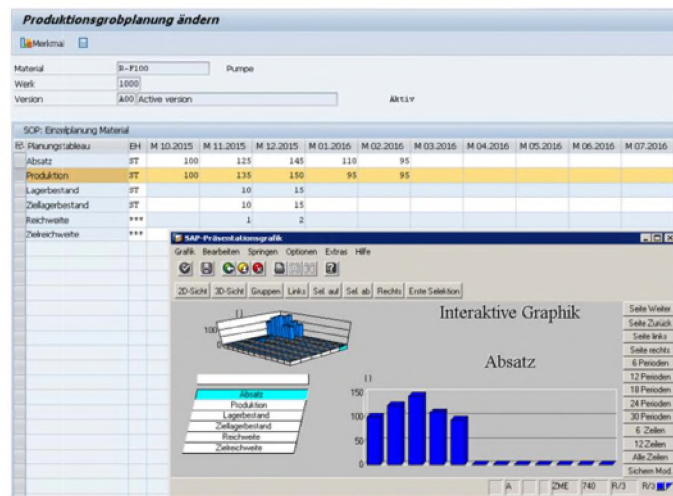 Produktionsgrobplanung ändern
Merkmal
Material R-F100 Pumpe
Werk 1000
Version A00 Active version Aktiv
SOP: Einzelplanung Material
Planungstableau EH M 10.2015 M 11.2015 M 12.2015 M 01.2016 M 02.2016 M 03.2016 M 04.2016 M 05.2016 M 06.2016 M 07.2016
Absatz ST 100 125 145 110 95
Produktion ST 100 135 150 95 95
Lagerbestand ST 10 15
Ziellagerbestand ST 10 15
Reichweite *** 1 2
Zielreichweite ***
SAP-Präsentationsgrafik
Grafik Bearbeiten Springen Optionen Extras Hilfe
2D-Sicht 3D-Sicht Gruppen Links Sel. auf Sel. ab Rechts Erste Selektion
Interaktive Graphik
[ ]
100
0
Absatz
Produktion
Lagerbestand
Ziellagerbestand
Reichweite
Zielreichweite
Absatz
[ ]
150
100
50
0
Seite Weiter
Seite Zurück
Seite links
Seite rechts
6 Perioden
12 Perioden
18 Perioden
24 Perioden
30 Perioden
6 Zeilen
12 Zeilen
Alle Zeilen
Sichern Mod.
A ZME 740 R/3 R/3